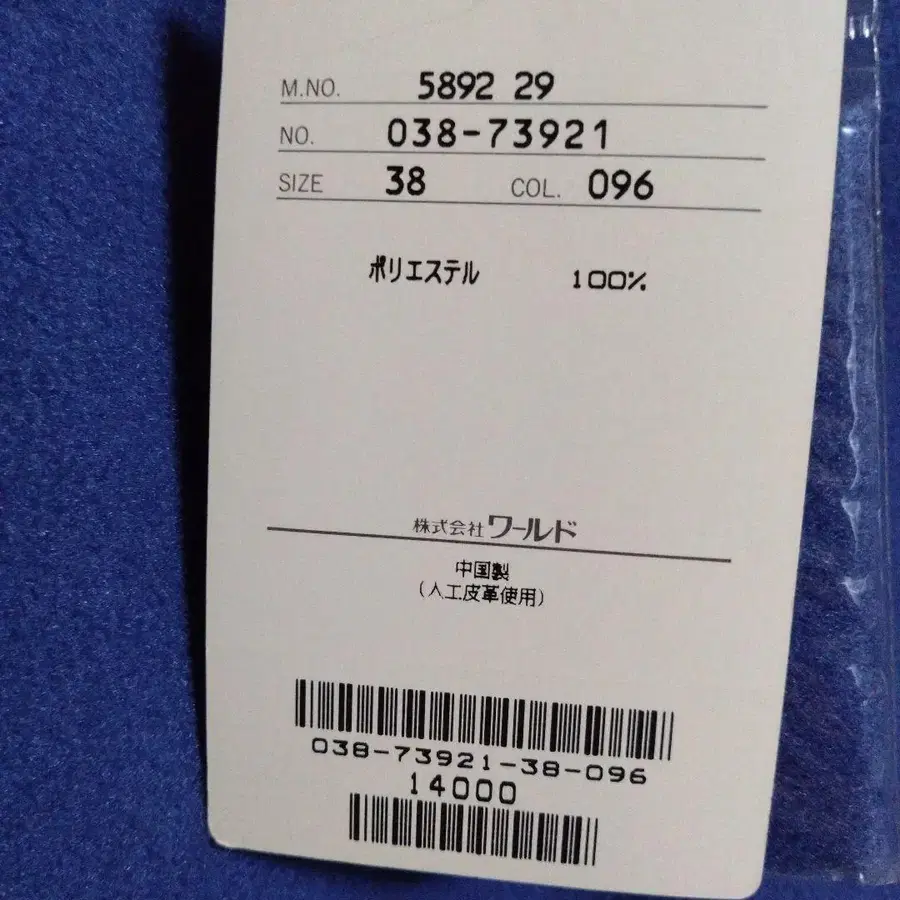 M.NO. 5892 29
NO. 038-73921
SIZE 38 COL. 096
ポリエステル 100%
株式会社ワールド
中国製
(人工皮革使用)
038-73921-38-096
14000